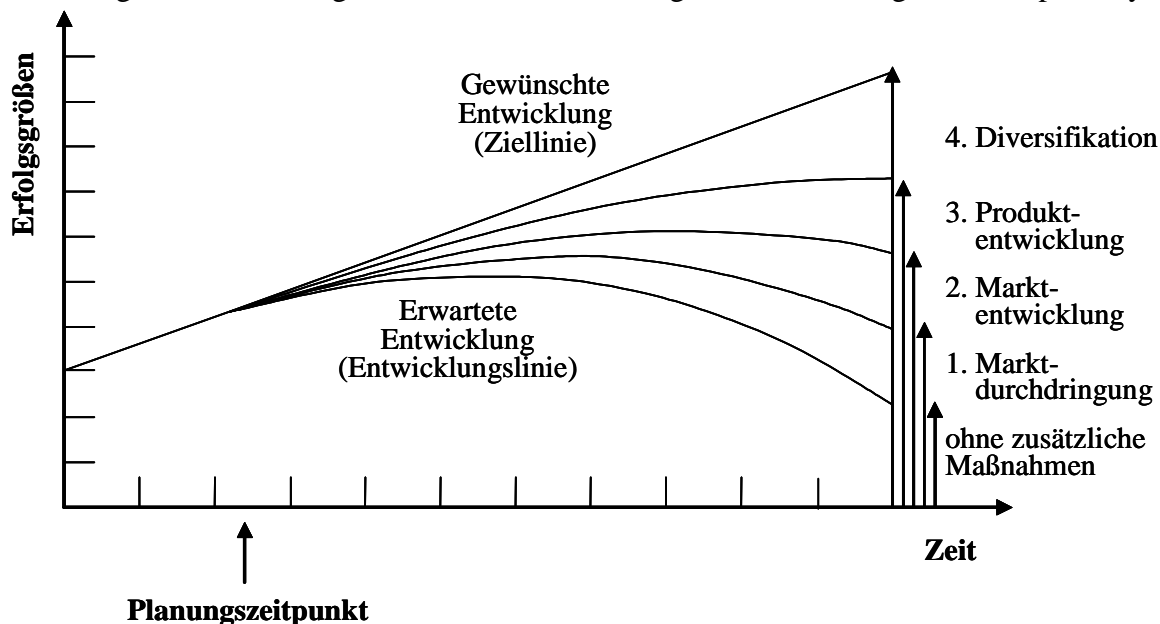 Erfolgsgrößen
Gewünschte
Entwicklung
(Ziellinie)
Erwartete
Entwicklung
(Entwicklungslinie)
4. Diversifikation
3. Produkt-
entwicklung
2. Markt-
entwicklung
1. Markt-
durchdringung
ohne zusätzliche
Maßnahmen
Zeit
Planungszeitpunkt